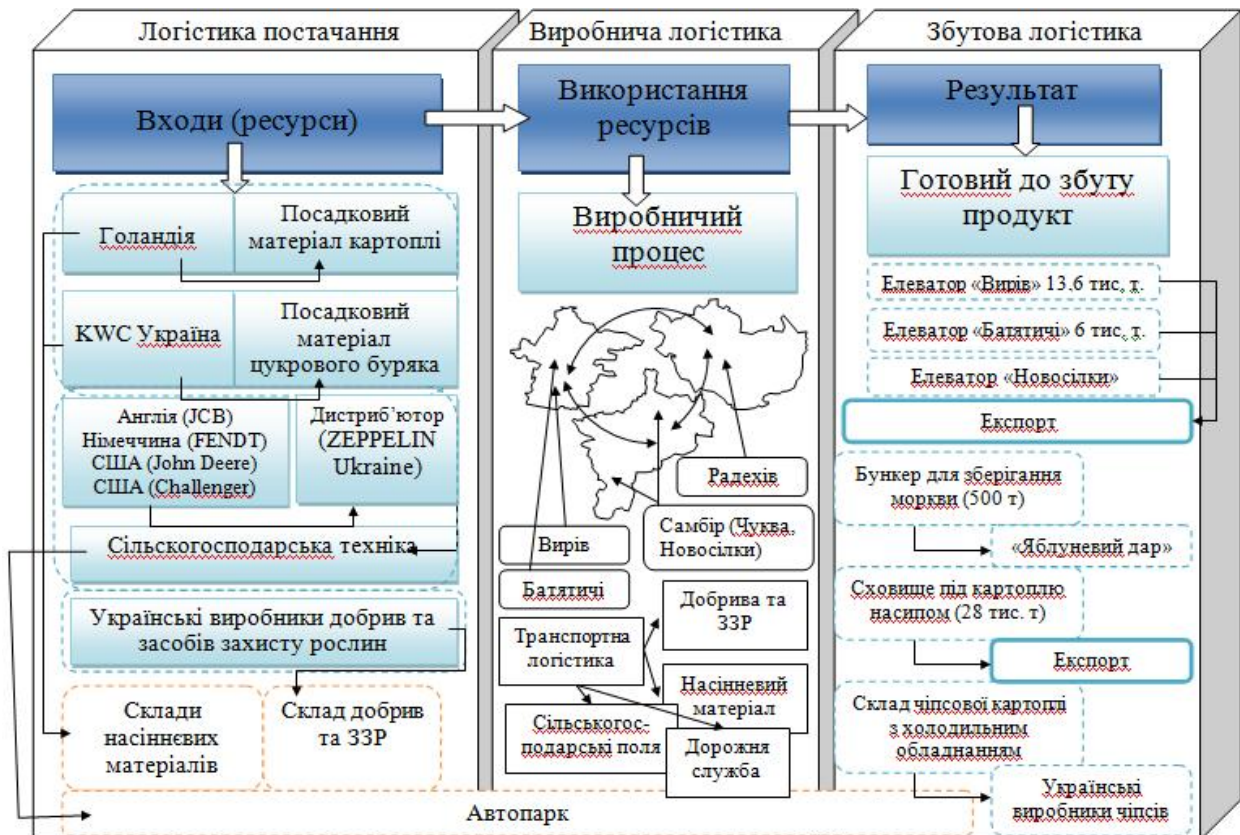 Логістика постачання
Входи (ресурси)
Голандія
Посадковий
матеріал картоплі
KWC Україна
Посадковий
матеріал
цукрового буряка
Англія (JCB)
Німеччина (FENDT)
США (John Deere)
США (Challenger)
Дистриб’ютор
(ZEPPELIN
Ukraine)
Сільскогосподарська техніка
Українські виробники добрив та
засобів захисту рослин
Склади
насіннєвих
матеріалів
Склад добрив
та ЗЗР
Виробнича логістика
Використання
ресурсів
Виробничий
процес
Радехів
Самбір (Чуква,
Новосілки)
Вирів
Батятичі
Транспортна
логістика
Добрива та
ЗЗР
Насінневий
матеріал
Сільськогос-
подарські поля
Дорожня
служба
Автопарк
Збутова логістика
Результат
Готовий до збуту
продукт
Елеватор «Вирів» 13.6 тис, т.
Елеватор «Батятичі» 6 тис, т.
Елеватор «Новосілки»
Експорт
Бункер для зберігання
моркви (500 т)
«Яблуневий дар»
Сховище під картоплю
насипом (28 тис. т)
Експорт
Склад чіпсової картоплі
з холодильним
обладнанням
Українські
виробники чіпсів